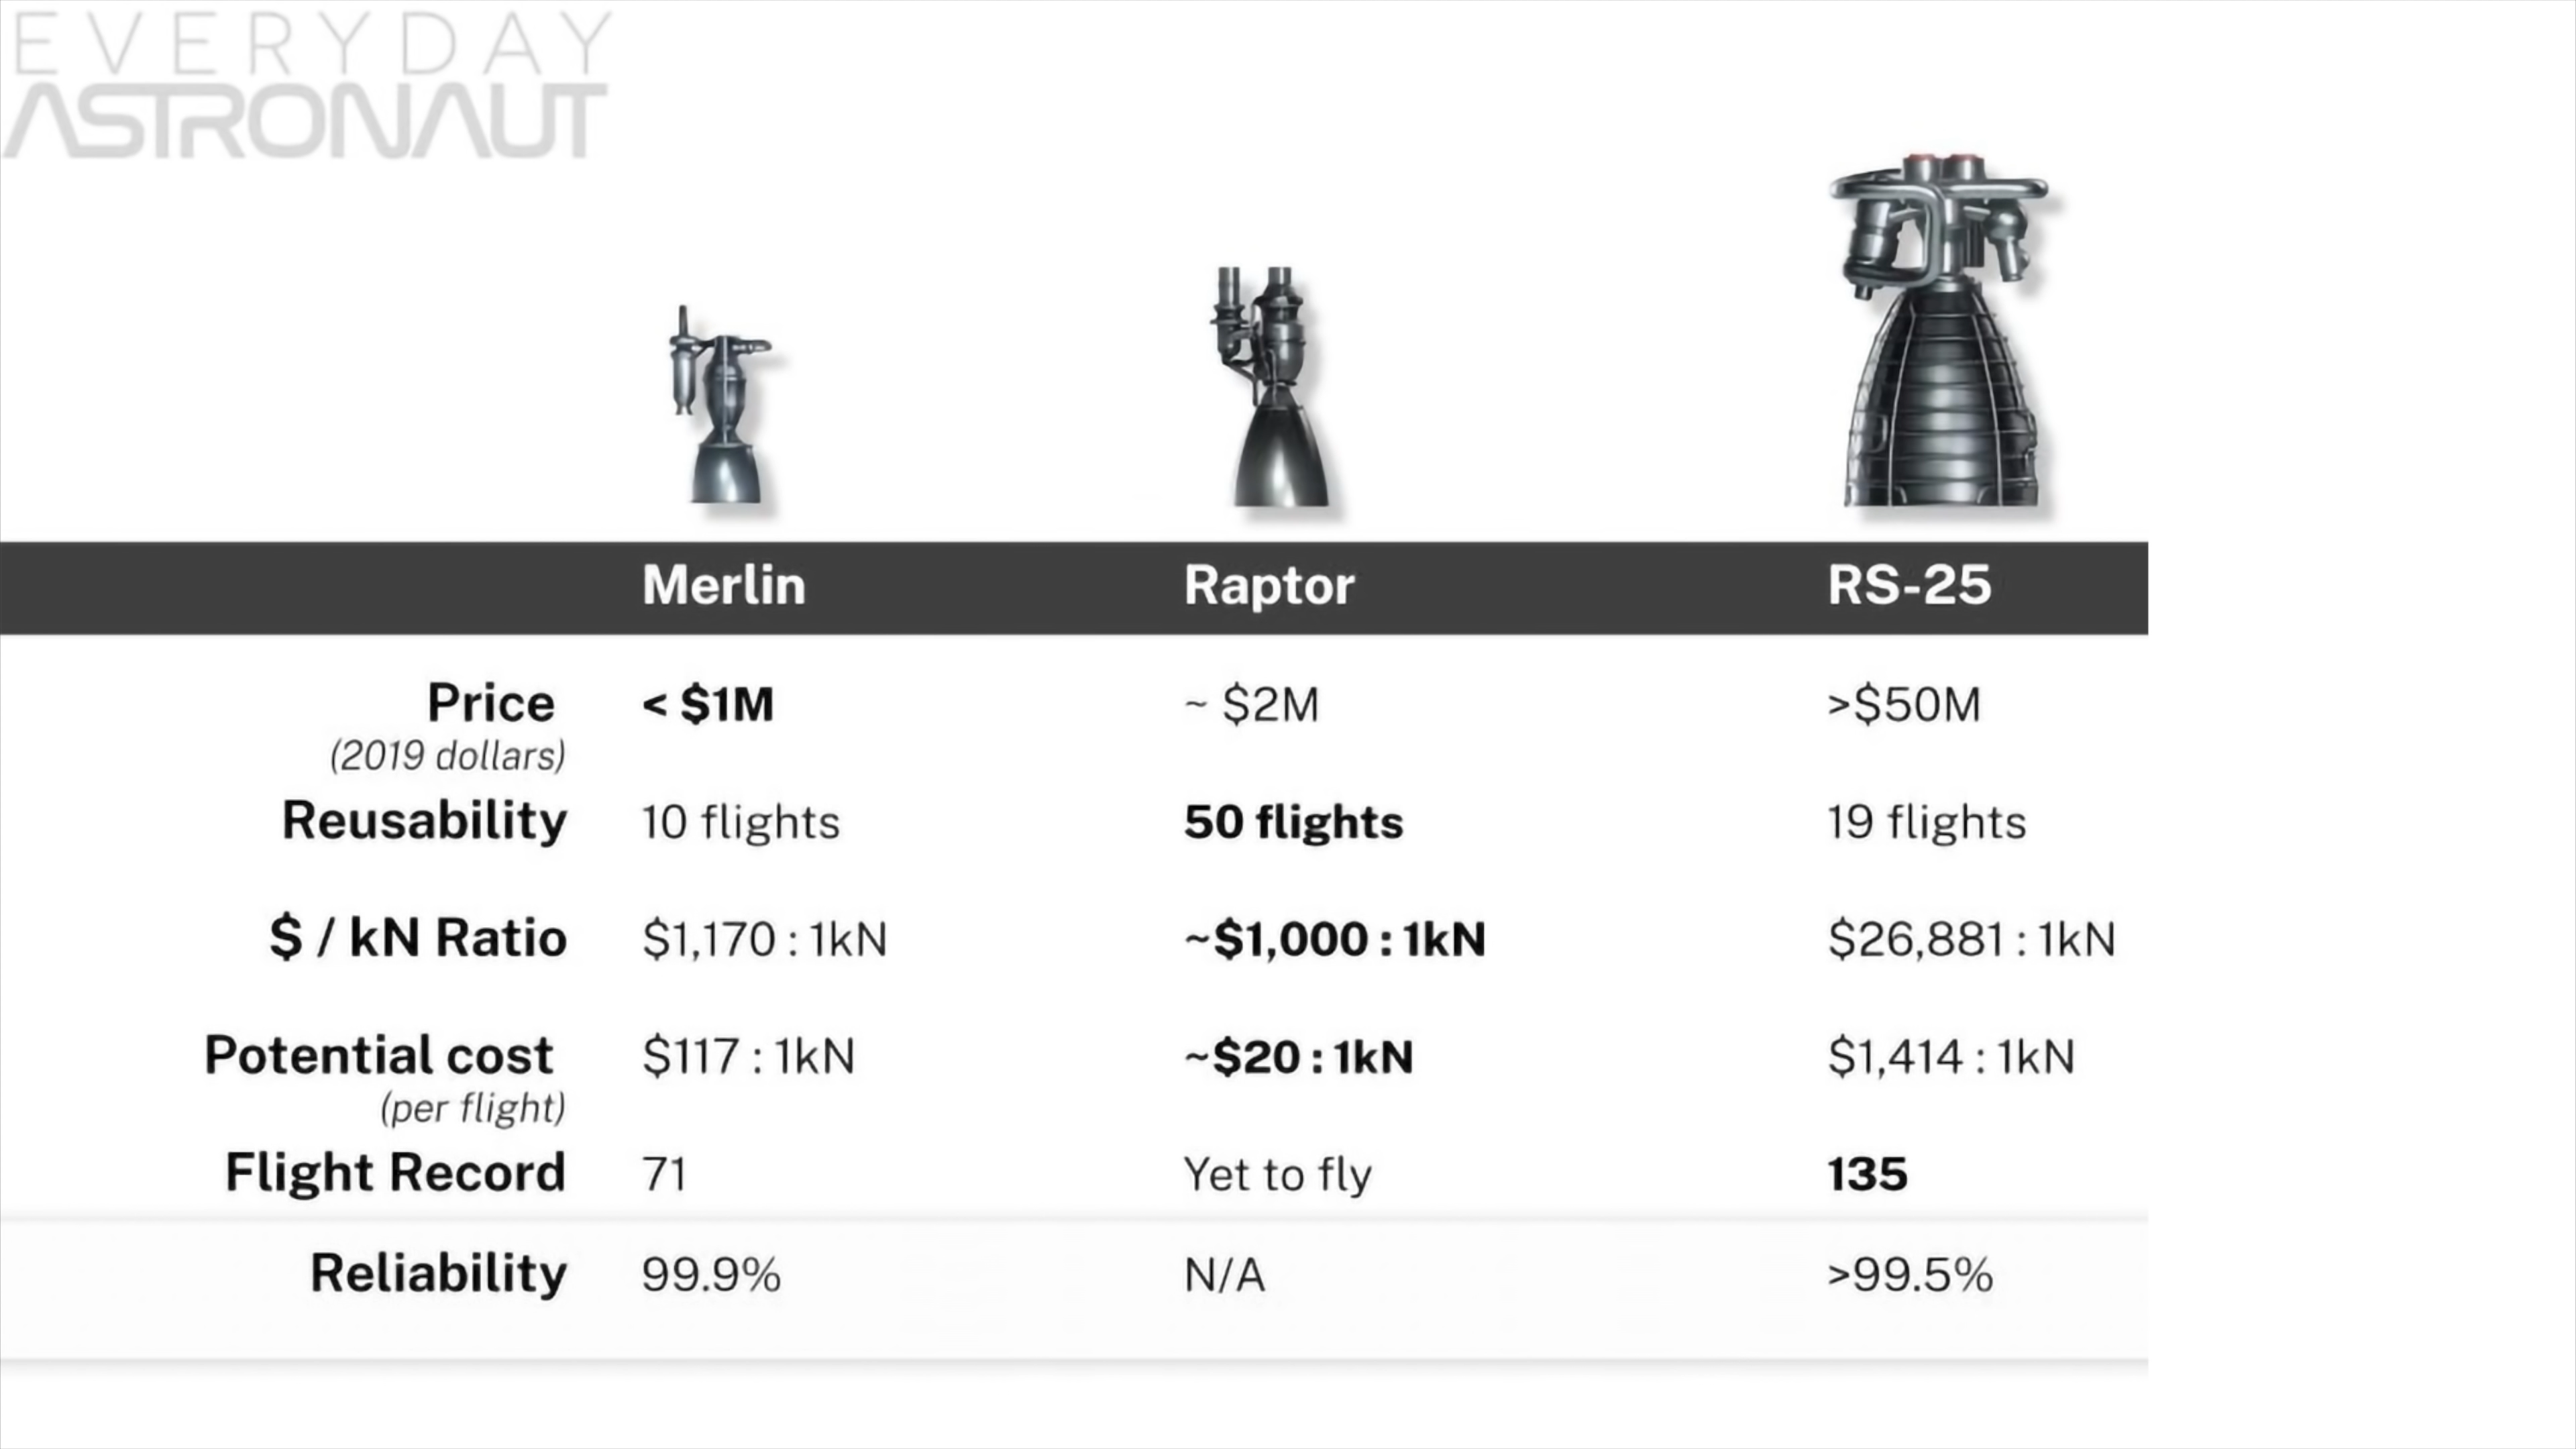 EVERYDAY
ASTRONAUT
Merlin Raptor RS-25
Price < $1M ~ $2M >$50M
(2019 dollars)
Reusability 10 flights 50 flights 19 flights
$ / kN Ratio $1,170 : 1kN ~$1,000 : 1kN $26,881 : 1kN
Potential cost $117 : 1kN ~$20 : 1kN $1,414 : 1kN
(per flight)
Flight Record 71 Yet to fly 135
Reliability 99.9% N/A >99.5%